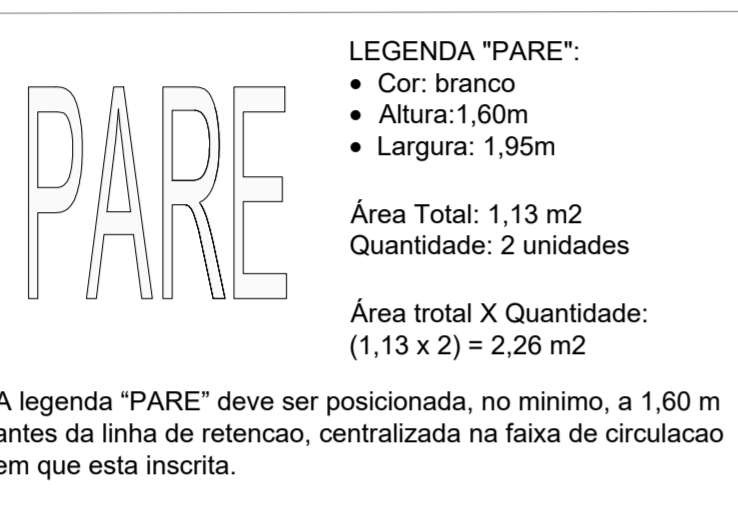 PARE
LEGENDA "PARE":
• Cor: branco
• Altura:1,60m
• Largura: 1,95m
Área Total: 1,13 m2
Quantidade: 2 unidades
Área trotal X Quantidade:
(1,13 x 2) = 2,26 m2
A legenda “PARE” deve ser posicionada, no minimo, a 1,60 m
antes da linha de retencao, centralizada na faixa de circulacao
em que esta inscrita.